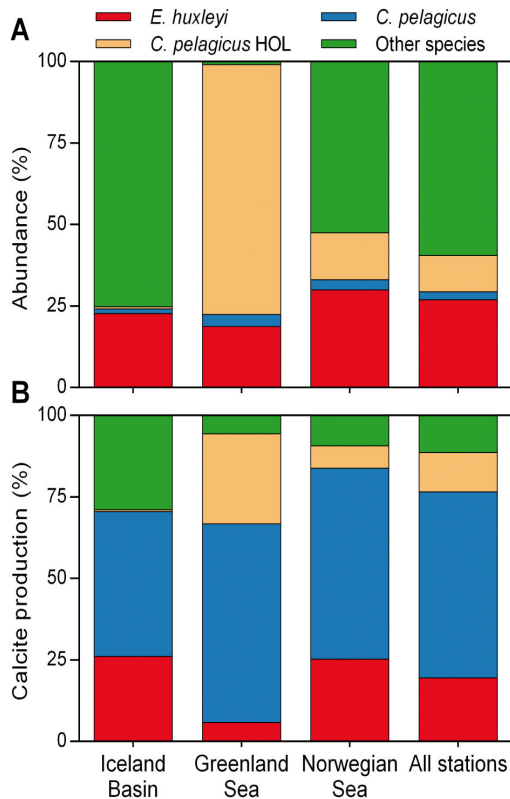 A
E. huxleyi
C. pelagicus
C. pelagicus HOL
Other species
100
75
50
25
0
Abundance (%)
B
100
75
50
25
0
Calcite production (%)
Iceland Basin
Greenland Sea
Norwegian Sea
All stations